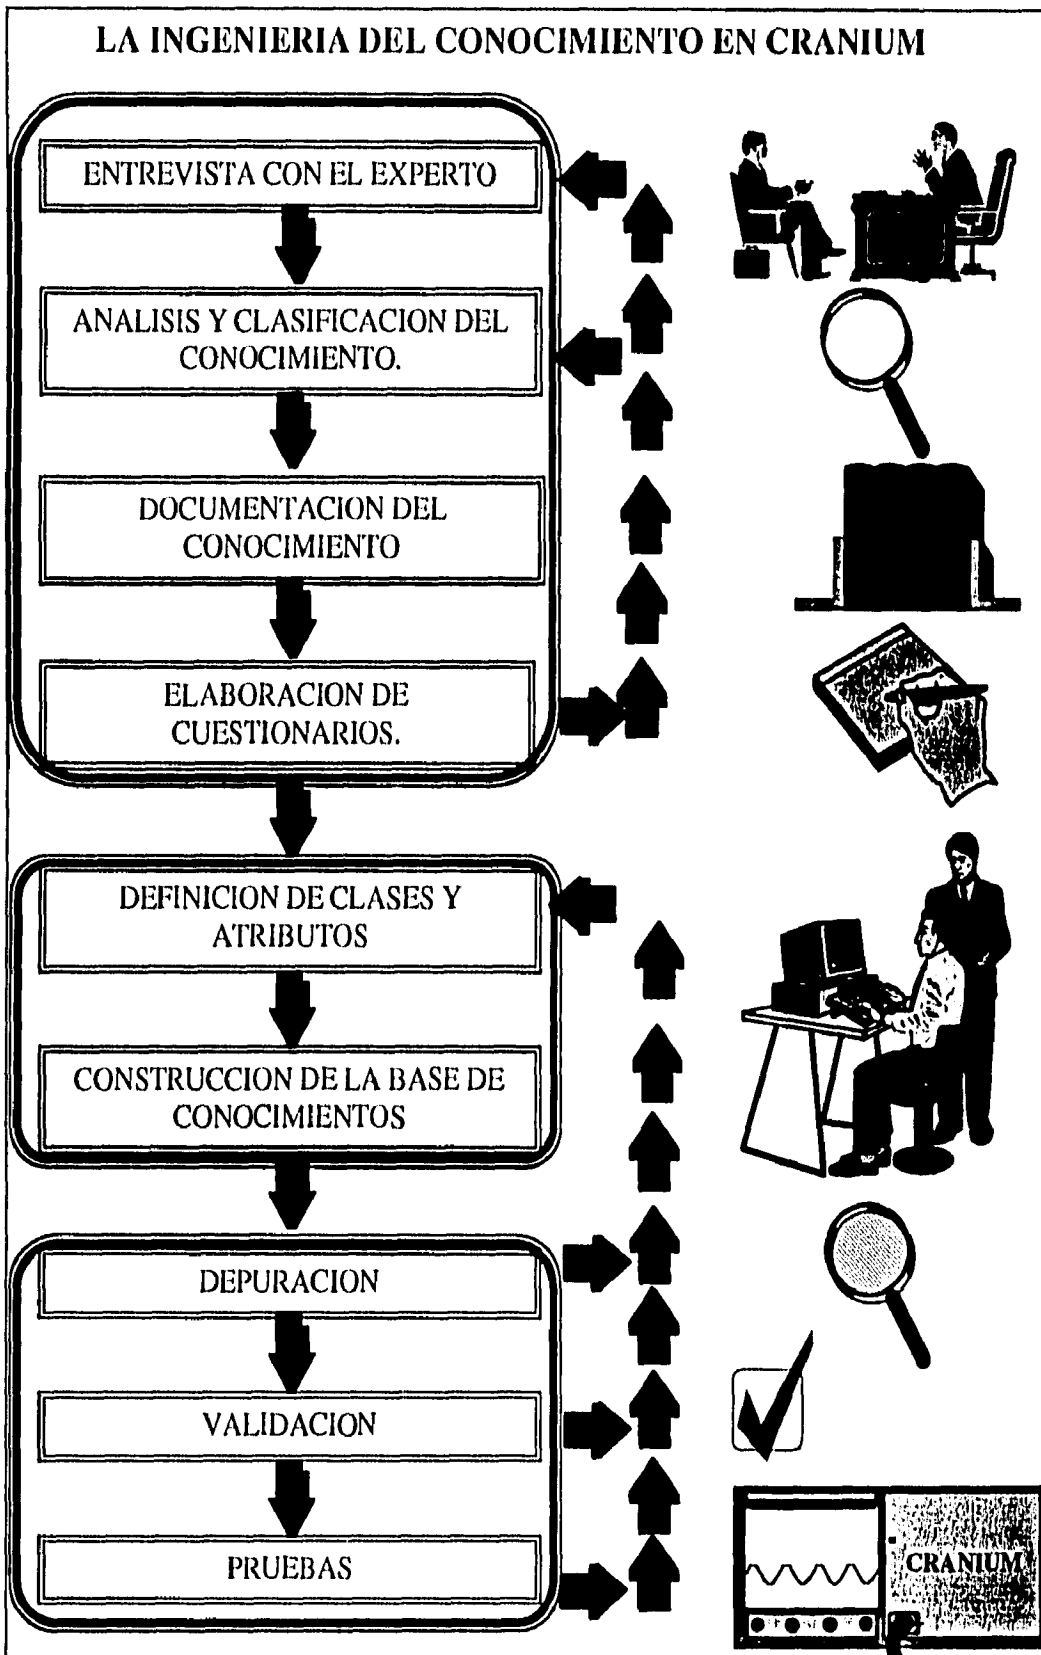 LA INGENIERIA DEL CONOCIMIENTO EN CRANIUM
ENTREVISTA CON EL EXPERTO
ANALISIS Y CLASIFICACION DEL
CONOCIMIENTO.
DOCUMENTACION DEL
CONOCIMIENTO
ELABORACION DE
CUESTIONARIOS.
DEFINICION DE CLASES Y
ATRIBUTOS
CONSTRUCCION DE LA BASE DE
CONOCIMIENTOS
DEPURACION
VALIDACION
PRUEBAS
CRANIUM